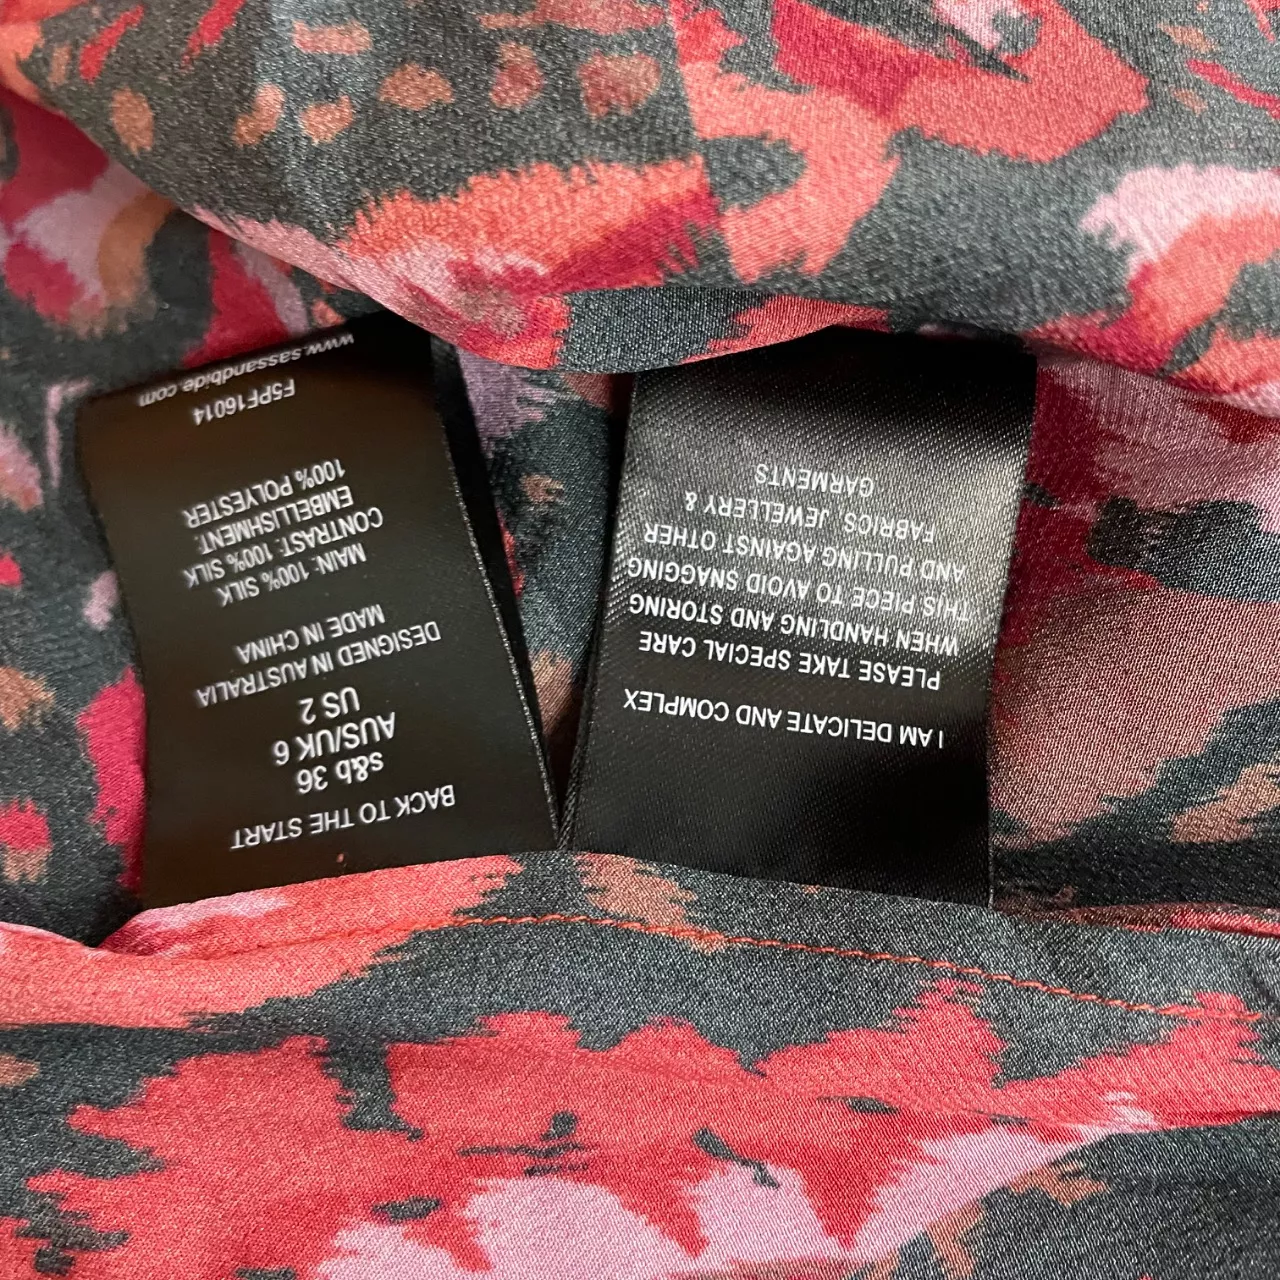 BACK TO THE START
s&b 36
AUS/UK 6
US 2
DESIGNED IN AUSTRALIA
MADE IN CHINA
MAIN: 100% SILK
CONTRAST: 100% SILK
EMBELLISHMENT:
100% POLYESTER
F5PF16014
www.sassandbide.com
I AM DELICATE AND COMPLEX
PLEASE TAKE SPECIAL CARE
WHEN HANDLING AND STORING
THIS PIECE TO AVOID SNAGGING
AND PULLING AGAINST OTHER
FABRICS, JEWELLERY &
GARMENTS